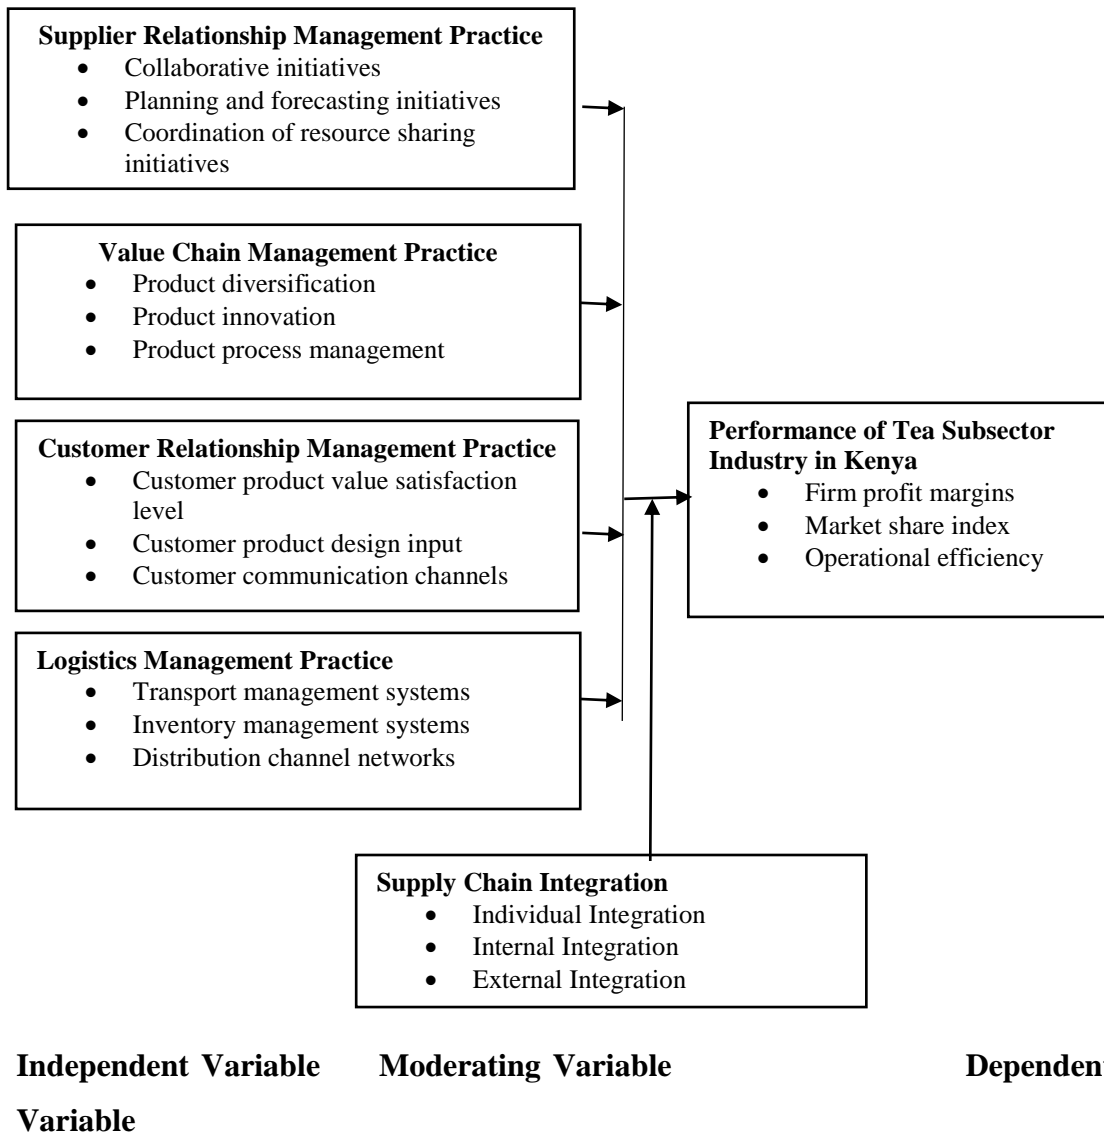 Supplier Relationship Management Practice
• Collaborative initiatives
• Planning and forecasting initiatives
• Coordination of resource sharing
initiatives
Value Chain Management Practice
• Product diversification
• Product innovation
• Product process management
Customer Relationship Management Practice
• Customer product value satisfaction
level
• Customer product design input
• Customer communication channels
Logistics Management Practice
• Transport management systems
• Inventory management systems
• Distribution channel networks
Performance of Tea Subsector
Industry in Kenya
• Firm profit margins
• Market share index
• Operational efficiency
Supply Chain Integration
• Individual Integration
• Internal Integration
• External Integration
Independent Variable Moderating Variable Dependent
Variable